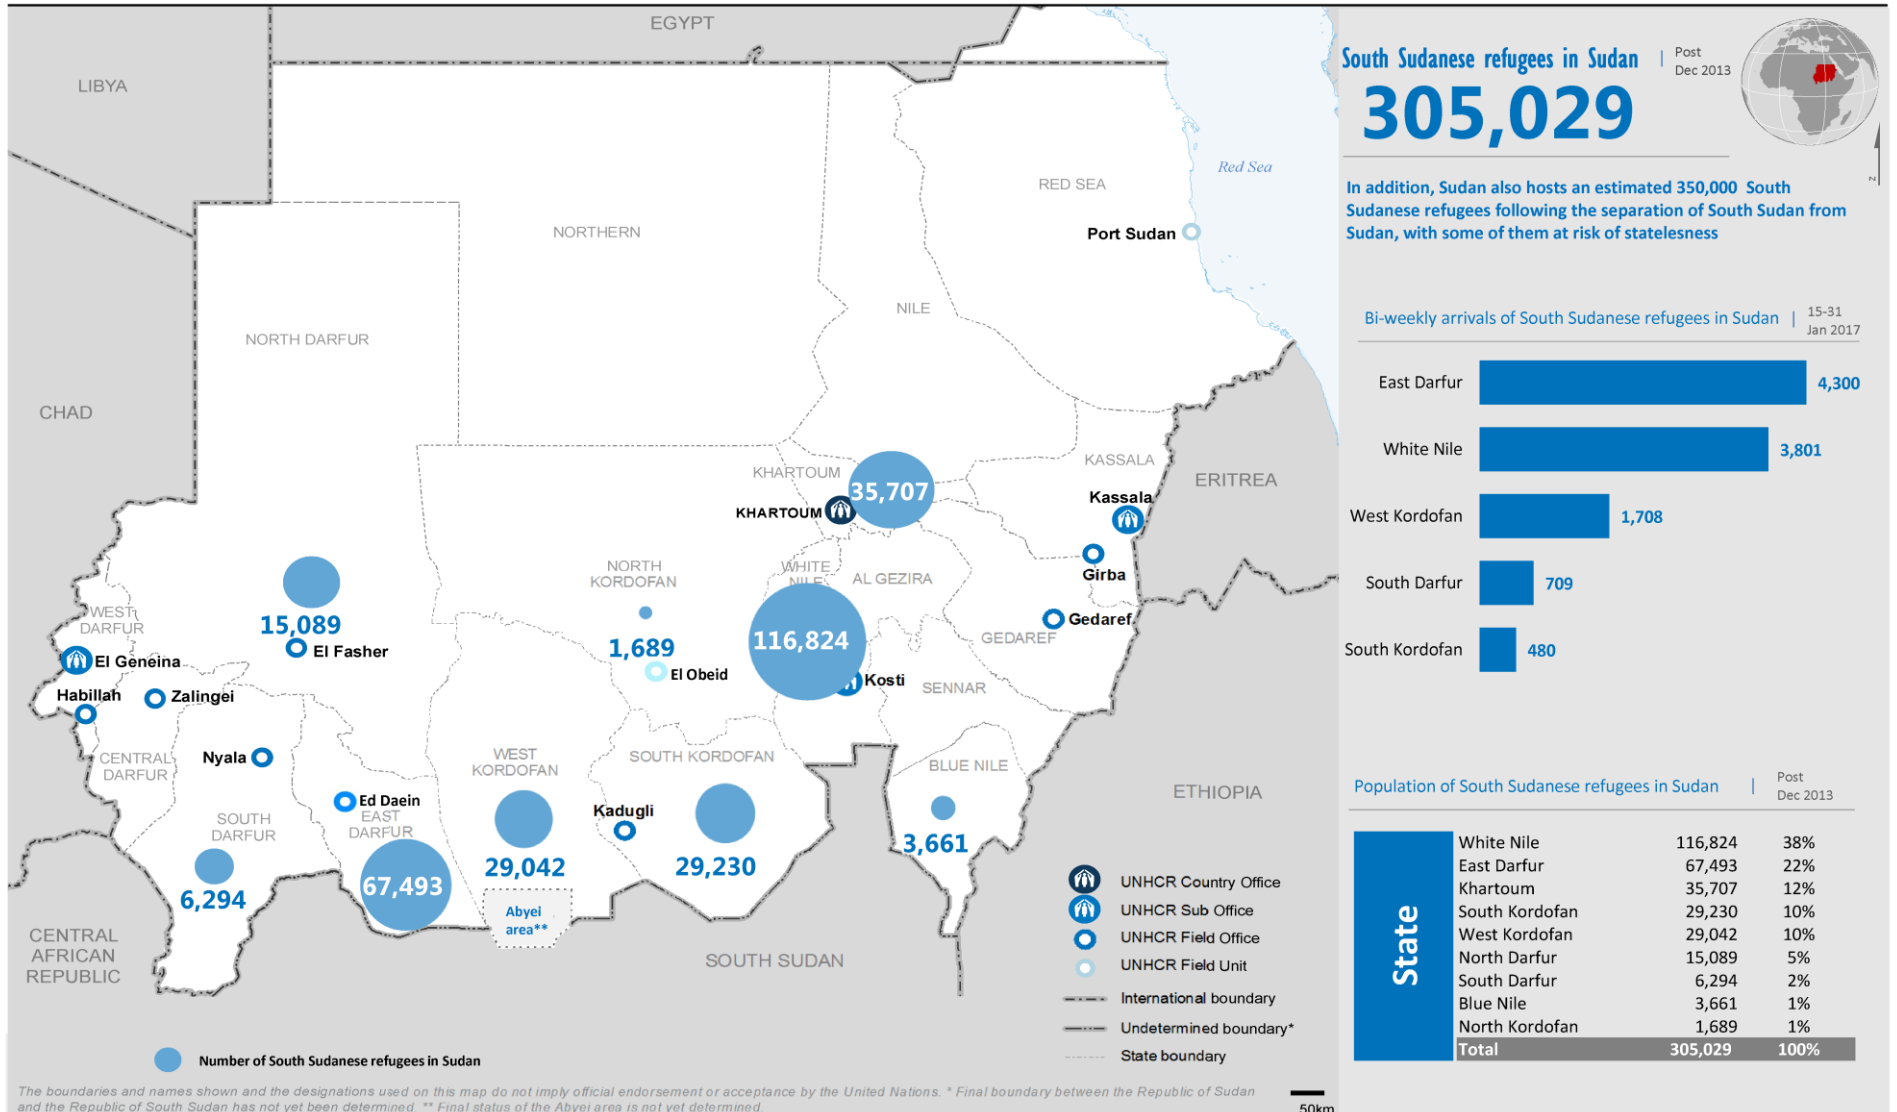 EGYPT
LIBYA
NORTHERN
RED SEA
Red Sea
Port Sudan
NILE
NORTH DARFUR
CHAD
KHARTOUM
35,707
KHARTOUM
KASSALA
Kassala
ERITREA
Girba
NORTH
KORDOFAN
WHITE
NILE
AL GEZIRA
WEST
DARFUR
15,089
El Fasher
1,689
El Obeid
116,824
Kosti
GEDAREF
Gedaref
El Geneina
Habillah
Zalingei
SENNAR
CENTRAL
DARFUR
Nyala
WEST
KORDOFAN
SOUTH KORDOFAN
BLUE NILE
ETHIOPIA
SOUTH
DARFUR
Ed Daein
EAST
DARFUR
Kadugli
3,661
6,294
67,493
29,042
29,230
Abyei
area**
CENTRAL
AFRICAN
REPUBLIC
SOUTH SUDAN
UNHCR Country Office
UNHCR Sub Office
UNHCR Field Office
UNHCR Field Unit
International boundary
Undetermined boundary*
State boundary
Number of South Sudanese refugees in Sudan
The boundaries and names shown and the designations used on this map do not imply official endorsement or acceptance by the United Nations. * Final boundary between the Republic of Sudan
and the Republic of South Sudan has not yet been determined. ** Final status of the Abyei area is not yet determined.
50km
South Sudanese refugees in Sudan | Post
Dec 2013
305,029
N
In addition, Sudan also hosts an estimated 350,000 South
Sudanese refugees following the separation of South Sudan from
Sudan, with some of them at risk of statelessness
Bi-weekly arrivals of South Sudanese refugees in Sudan | 15-31
Jan 2017
East Darfur 4,300
White Nile 3,801
West Kordofan 1,708
South Darfur 709
South Kordofan 480
Population of South Sudanese refugees in Sudan | Post
Dec 2013
State
White Nile 116,824 38%
East Darfur 67,493 22%
Khartoum 35,707 12%
South Kordofan 29,230 10%
West Kordofan 29,042 10%
North Darfur 15,089 5%
South Darfur 6,294 2%
Blue Nile 3,661 1%
North Kordofan 1,689 1%
Total 305,029 100%